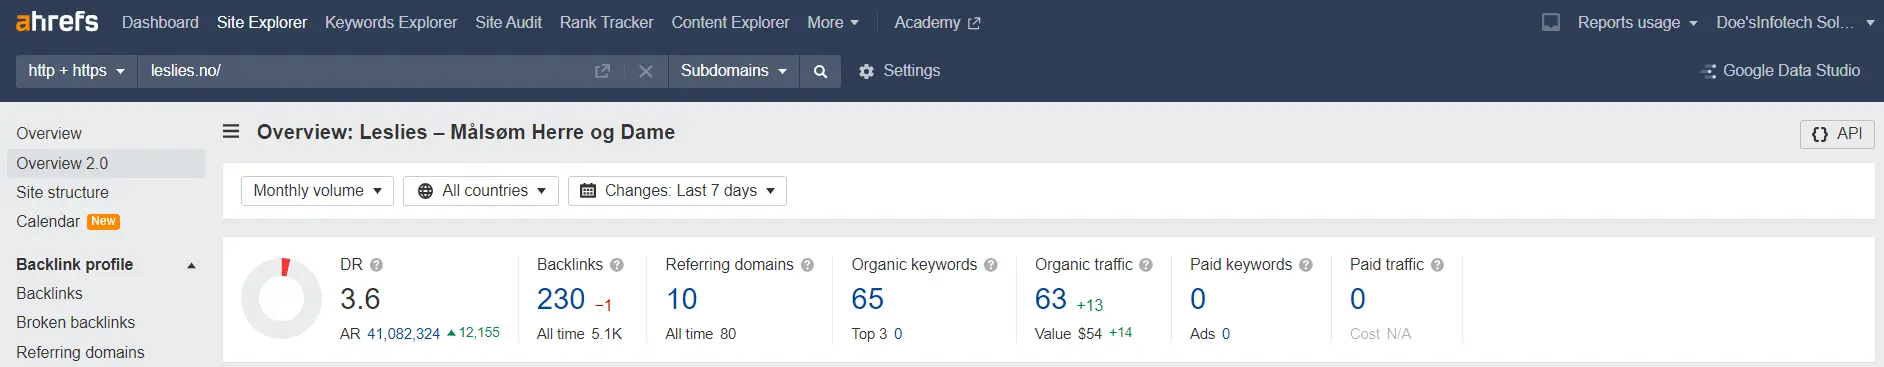 ahrefs Dashboard Site Explorer Keywords Explorer Site Audit Rank Tracker Content Explorer More Academy Reports usage Doe'sInfotech Sol...
http + https leslies.no/ Subdomains Settings Google Data Studio
Overview
Overview 2.0
Site structure
Calendar New
Backlink profile
Backlinks
Broken backlinks
Referring domains
Overview: Leslies – Målsøm Herre og Dame
{} API
Monthly volume All countries Changes: Last 7 days
DR ?
3.6
AR 41,082,324 ▲12,155
Backlinks ?
230 −1
All time 5.1K
Referring domains ?
10
All time 80
Organic keywords ?
65
Top 3 0
Organic traffic ?
63 +13
Value $54 +14
Paid keywords ?
0
Ads 0
Paid traffic ?
0
Cost N/A